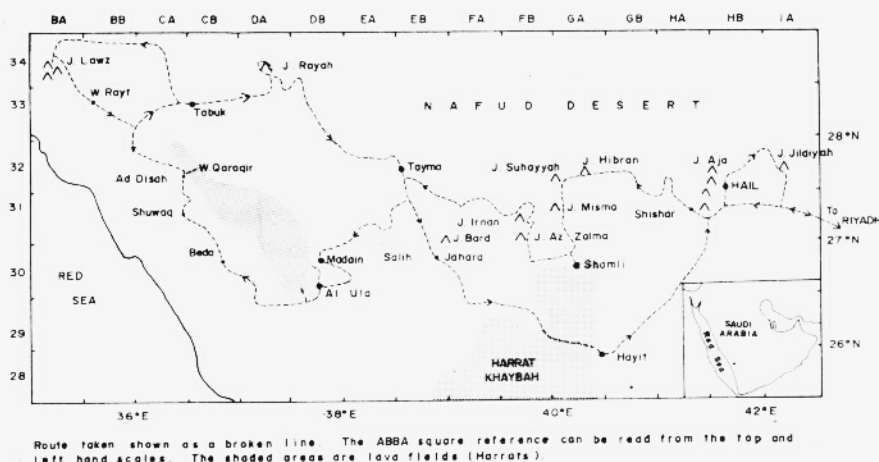 BA BB CA CB DA DB EA EB FA FB GA GB HA HB IA
34 J. Lawz J. Rayah
W Rayt
33 Tabuk NAFUD DESERT
28°N
32 W. Qaraqir Tayma J. Suhayyah J. Hibran J. Aja J. Jildiyah
Ad Disah HAIL
31 Shuwaq J. Irnan J. Misma Shishar To
RIYADH
J. Bard J. Az Zalma 27°N
Beda Madain Salih Jahara Shamli
30 RED
SEA Al Ula
SAUDI
ARABIA
Red Sea
29 26°N
HARRAT Hayit
KHAYBAH
28
36°E 38°E 40°E 42°E
Route taken shown as a broken line. The ABBA square reference can be read from the top and
left hand scales. The shaded areas are lava fields (Harrats).